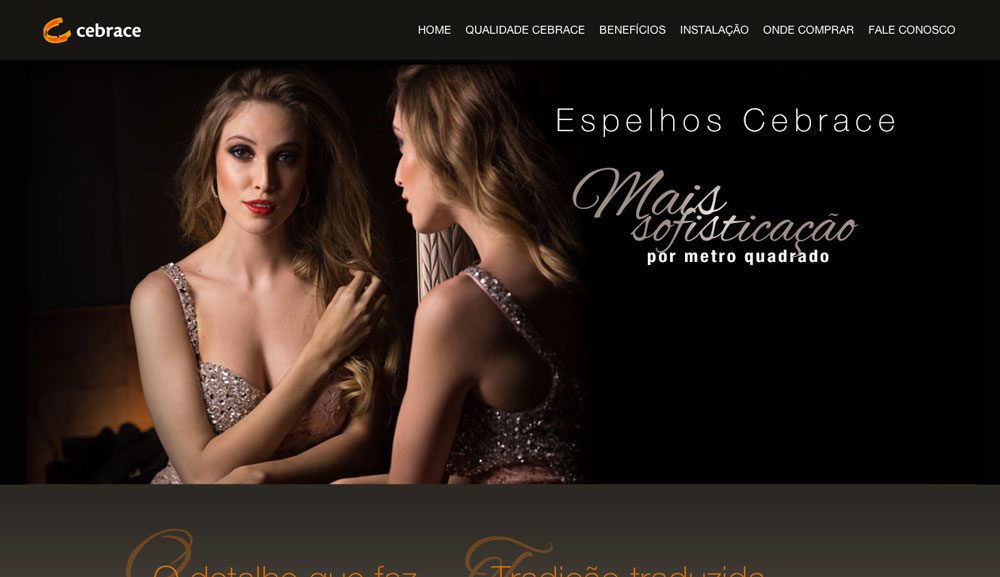 cebrace
HOME QUALIDADE CEBRACE BENEFÍCIOS INSTALAÇÃO ONDE COMPRAR FALE CONOSCO
Espelhos Cebrace
Mais
sofisticação
por metro quadrado
O detalhe que faz
Tradição traduzida